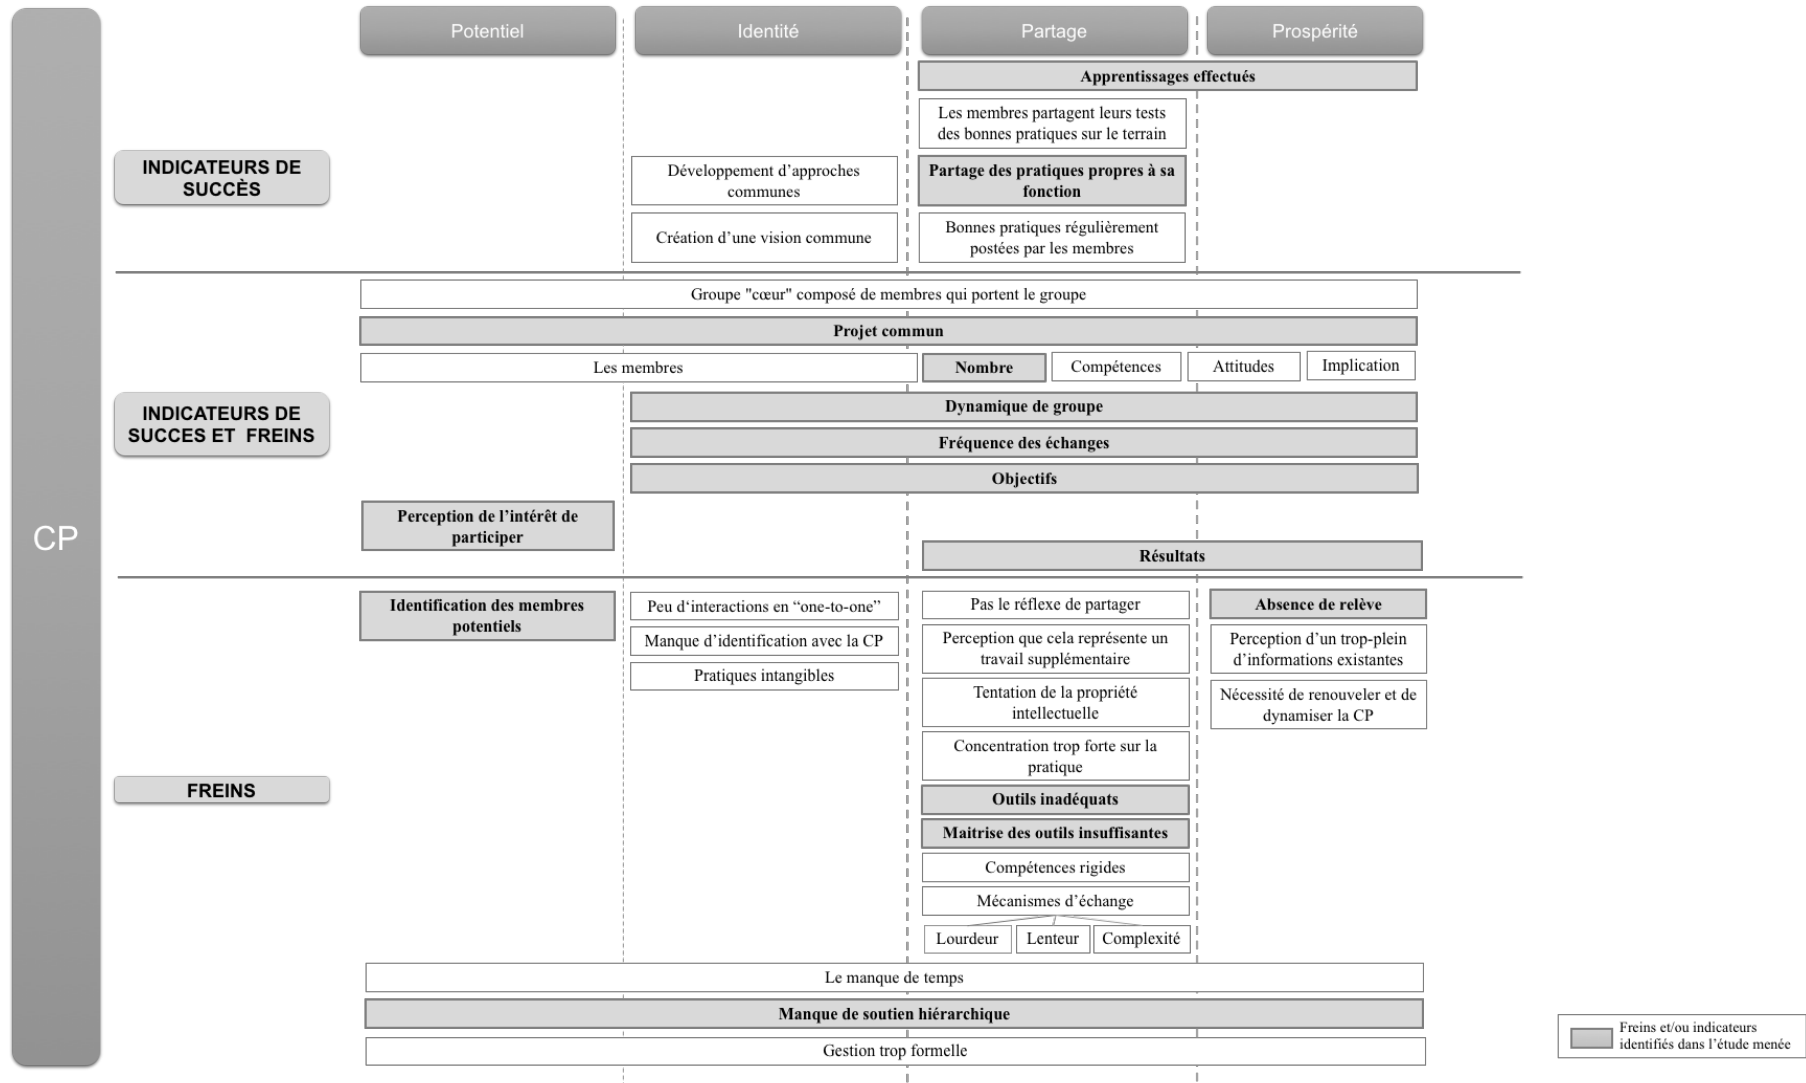 CP
Potentiel
Identité
Partage
Prospérité
INDICATEURS DE
SUCCÈS
Apprentissages effectués
Les membres partagent leurs tests
des bonnes pratiques sur le terrain
Développement d’approches
communes
Partage des pratiques propres à sa
fonction
Création d’une vision commune
Bonnes pratiques régulièrement
postées par les membres
INDICATEURS DE
SUCCES ET FREINS
Groupe "cœur" composé de membres qui portent le groupe
Projet commun
Les membres
Nombre
Compétences
Attitudes
Implication
Dynamique de groupe
Fréquence des échanges
Objectifs
Perception de l’intérêt de
participer
Résultats
FREINS
Identification des membres
potentiels
Peu d‘interactions en “one-to-one”
Manque d’identification avec la CP
Pratiques intangibles
Pas le réflexe de partager
Perception que cela représente un
travail supplémentaire
Tentation de la propriété
intellectuelle
Concentration trop forte sur la
pratique
Outils inadéquats
Maitrise des outils insuffisantes
Compétences rigides
Mécanismes d’échange
Lourdeur
Lenteur
Complexité
Absence de relève
Perception d’un trop-plein
d’informations existantes
Nécessité de renouveler et de
dynamiser la CP
Le manque de temps
Manque de soutien hiérarchique
Gestion trop formelle
Freins et/ou indicateurs
identifiés dans l’étude menée